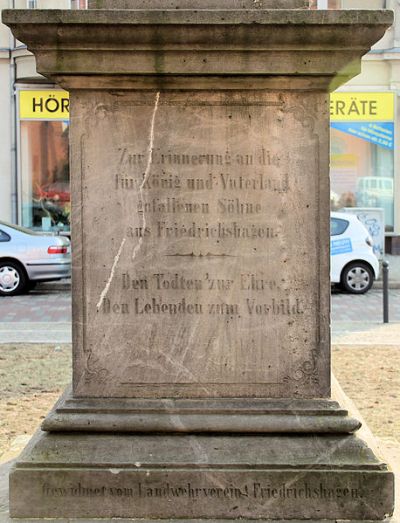 HÖR
ERÄTE
Zur Erinnerung an die
für König und Vaterland
gefallenen Söhne
aus Friedrichshagen.
Den Todten zur Ehre,
Den Lebenden zum Vorbild.
Gewidmet vom Landwehrverein Friedrichshagen.